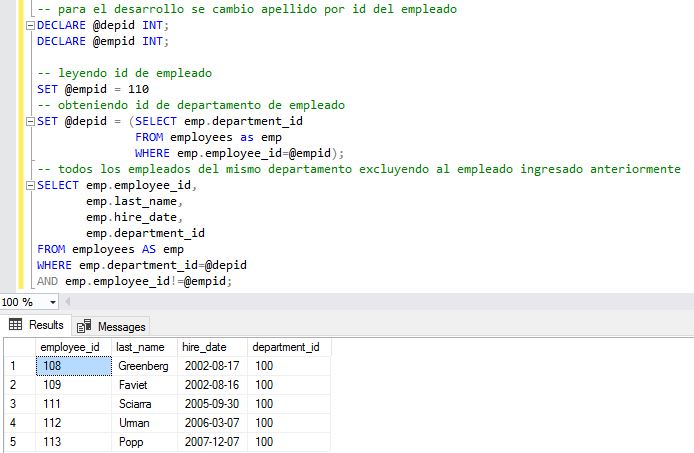 -- para el desarrollo se cambio apellido por id del empleado
DECLARE @depid INT;
DECLARE @empid INT;
-- leyendo id de empleado
SET @empid = 110
-- obteniendo id de departamento de empleado
SET @depid = (SELECT emp.department_id
FROM employees as emp
WHERE emp.employee_id=@empid);
-- todos los empleados del mismo departamento excluyendo al empleado ingresado anteriormente
SELECT emp.employee_id,
emp.last_name,
emp.hire_date,
emp.department_id
FROM employees AS emp
WHERE emp.department_id=@depid
AND emp.employee_id!=@empid;
100 %
Results Messages
employee_id last_name hire_date department_id
1 108 Greenberg 2002-08-17 100
2 109 Faviet 2002-08-16 100
3 111 Sciarra 2005-09-30 100
4 112 Urman 2006-03-07 100
5 113 Popp 2007-12-07 100